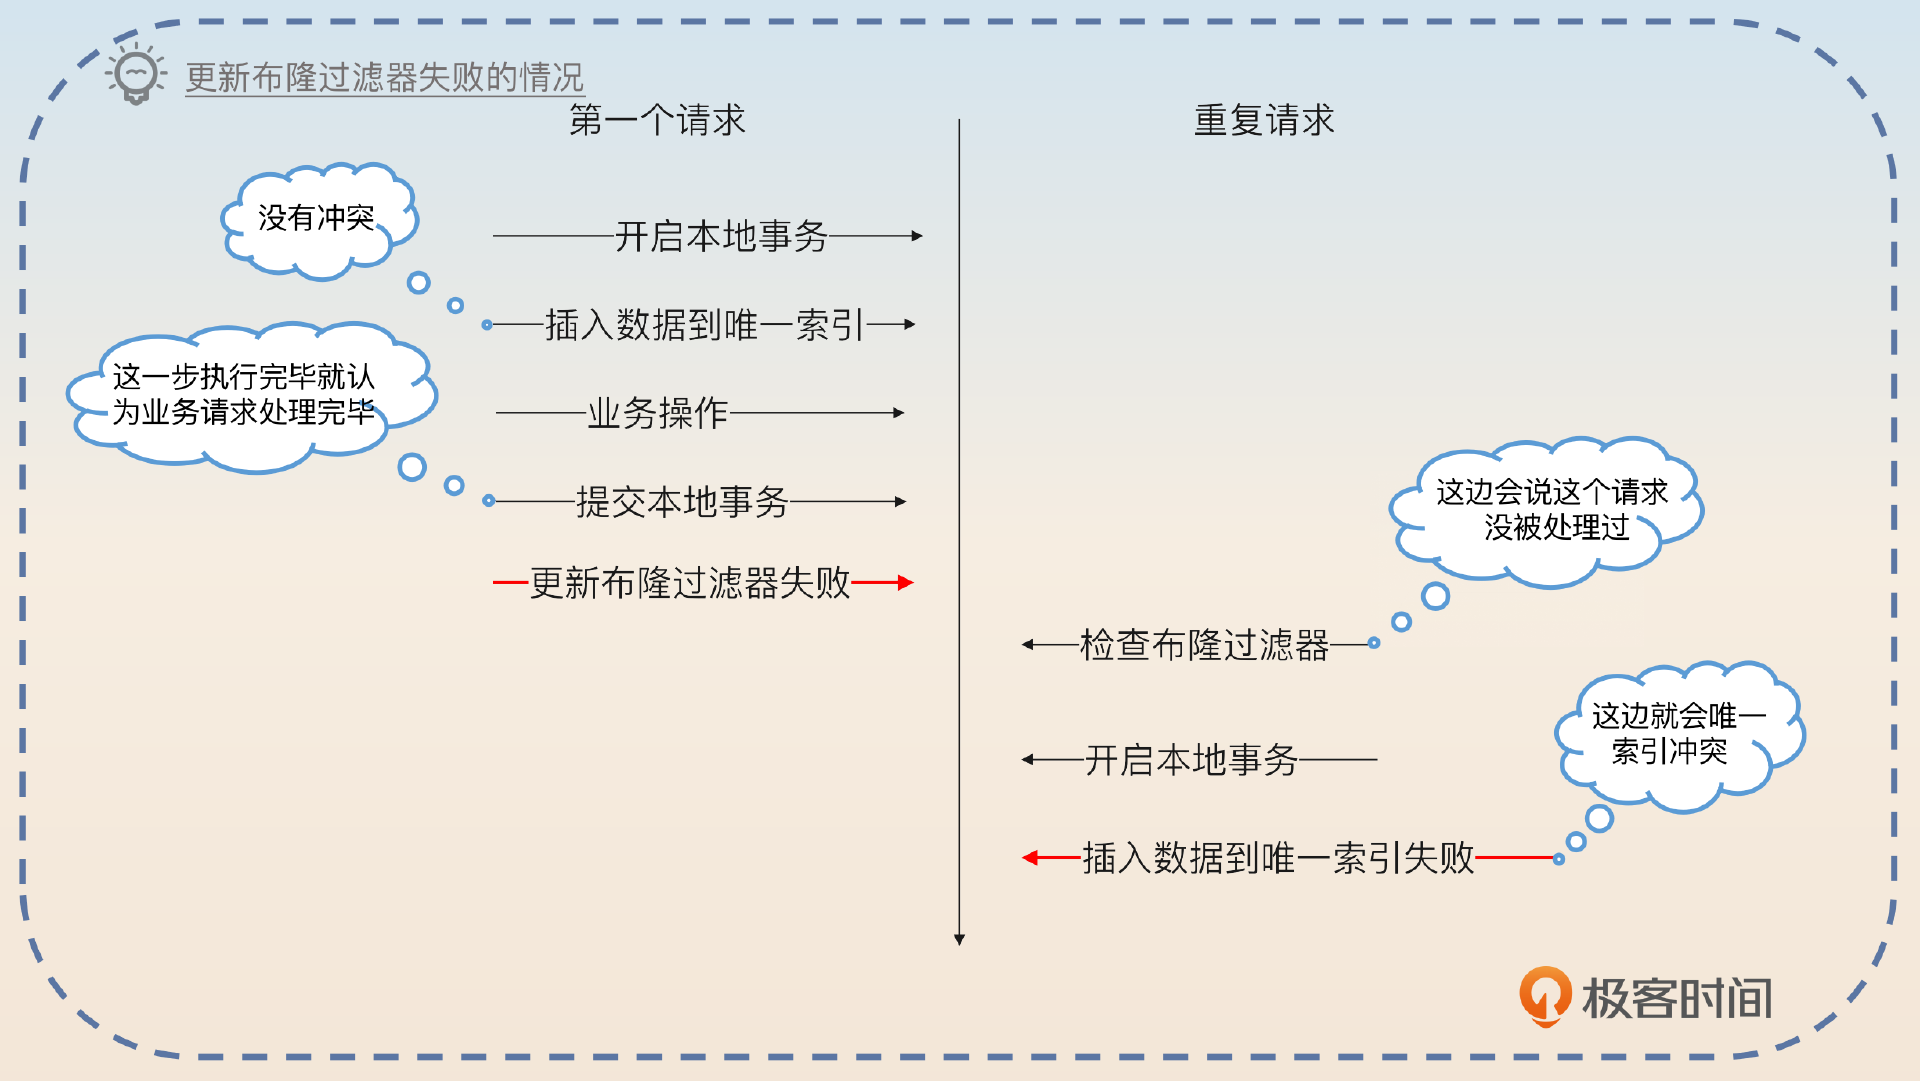 更新布隆过滤器失败的情况
第一个请求
重复请求
没有冲突
开启本地事务
插入数据到唯一索引
这一步执行完毕就认
为业务请求处理完毕
业务操作
提交本地事务
更新布隆过滤器失败
这边会说这个请求
没被处理过
检查布隆过滤器
这边就会唯一
索引冲突
开启本地事务
插入数据到唯一索引失败
极客时间